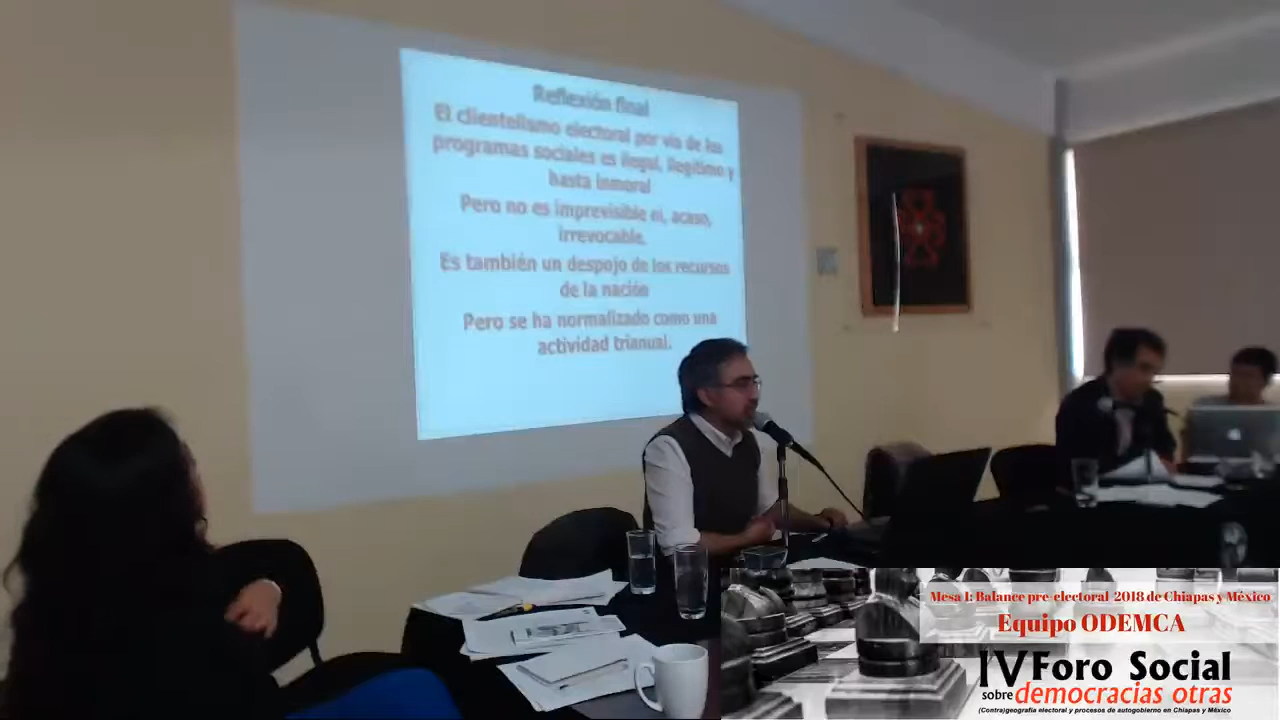 Reflexión final
El clientelismo electoral por vía de los
programas sociales es ilegal, ilegítimo y
hasta inmoral
Pero no es imprevisible ni, acaso,
irrevocable.
Es también un despojo de los recursos
de la nación
Pero se ha normalizado como una
actividad trianual.
Mesa 1: Balance pre-electoral 2018 de Chiapas y México
Equipo ODEMCA
IV Foro Social
sobre democracias otras
(Contra)geografía electoral y procesos de autogobierno en Chiapas y México